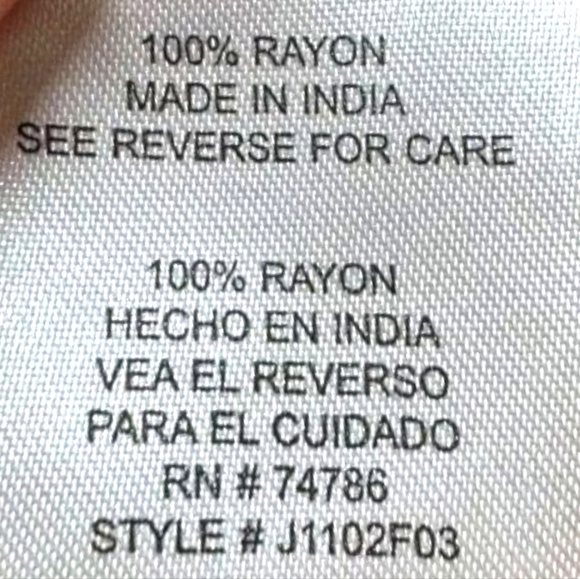 100% RAYON
MADE IN INDIA
SEE REVERSE FOR CARE
100% RAYON
HECHO EN INDIA
VEA EL REVERSO
PARA EL CUIDADO
RN # 74786
STYLE # J1102F03